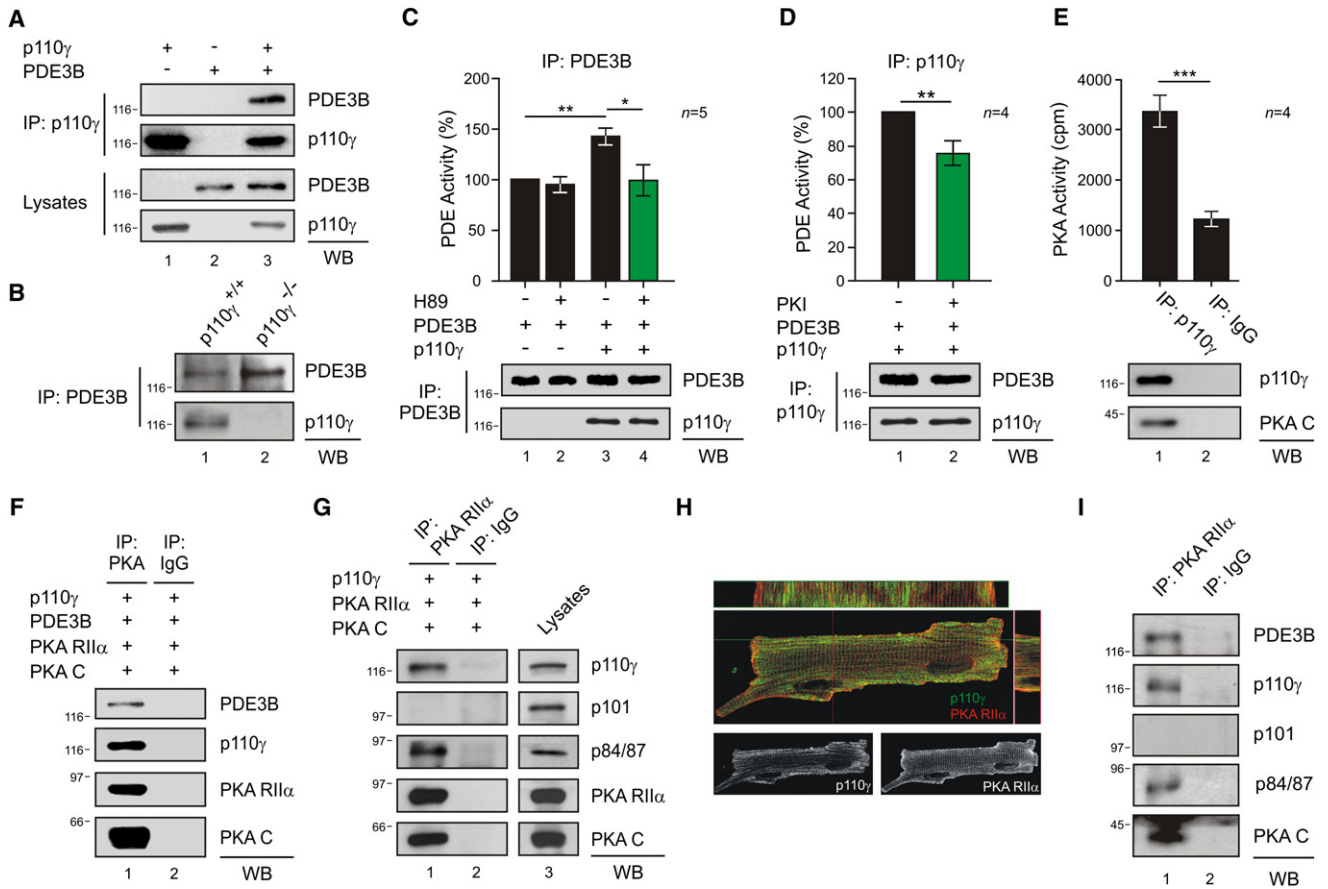 A
p110γ + - +
PDE3B - + +
IP: p110γ
116- PDE3B
116- p110γ
Lysates
116- PDE3B
116- p110γ
1 2 3 WB
B
p110γ+/+ p110γ-/-
IP: PDE3B
116- PDE3B
116- p110γ
1 2 WB
C
IP: PDE3B
n=5
** *
PDE Activity (%)
200
150
100
50
0
H89 - + - +
PDE3B + + + +
p110γ - - + +
IP: PDE3B
116- PDE3B
116- p110γ
1 2 3 4 WB
D
IP: p110γ
n=4
**
PDE Activity (%)
120
100
80
60
40
20
0
PKI - +
PDE3B + +
p110γ + +
IP: p110γ
116- PDE3B
116- p110γ
1 2 WB
E
n=4
***
PKA Activity (cpm)
4000
3000
2000
1000
0
IP: p110γ IP: IgG
116- p110γ
45- PKA C
1 2 WB
F
IP: PKA IP: IgG
p110γ + +
PDE3B + +
PKA RIIα + +
PKA C + +
116- PDE3B
116- p110γ
97- PKA RIIα
66- PKA C
1 2 WB
G
IP: PKA RIIα IP: IgG
p110γ + +
PKA RIIα + +
PKA C + +
Lysates
116- p110γ
97- p101
97- p84/87
PKA RIIα
66- PKA C
1 2 3 WB
H
p110γ
PKA RIIα
p110γ
PKA RIIα
I
IP: PKA RIIα IP: IgG
116- PDE3B
116- p110γ
97- p101
96- p84/87
45- PKA C
1 2 WB